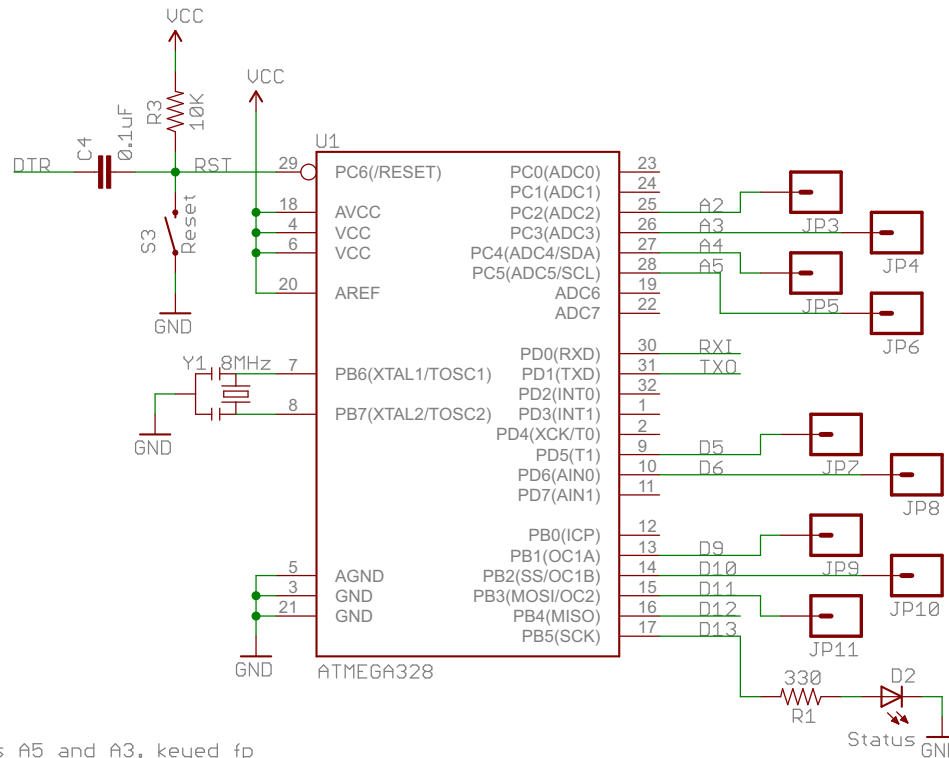 VCC
VCC
R3
10K
C4
0.1uF
DTR
RST
S3
Reset
GND
U1
29 PC6(/RESET)
18 AVCC
4 VCC
6 VCC
20 AREF
Y1 8MHz
7 PB6(XTAL1/TOSC1)
8 PB7(XTAL2/TOSC2)
GND
5 AGND
3 GND
21 GND
GND
ATMEGA328
PC0(ADC0) 23
PC1(ADC1) 24
PC2(ADC2) 25 A2
JP3
PC3(ADC3) 26 A3
JP4
PC4(ADC4/SDA) 27 A4
JP5
PC5(ADC5/SCL) 28 A5
JP6
ADC6 19
ADC7 22
PD0(RXD) 30 RXI
PD1(TXD) 31 TXO
PD2(INT0) 32
PD3(INT1) 1
PD4(XCK/T0) 2
PD5(T1) 9 D5
JP7
PD6(AIN0) 10 D6
JP8
PD7(AIN1) 11
PB0(ICP) 12
PB1(OC1A) 13 D9
JP9
PB2(SS/OC1B) 14 D10
JP10
PB3(MOSI/OC2) 15 D11
JP11
PB4(MISO) 16 D12
PB5(SCK) 17 D13
330
R1
D2
Status
GND
s A5 and A3, keyed fp